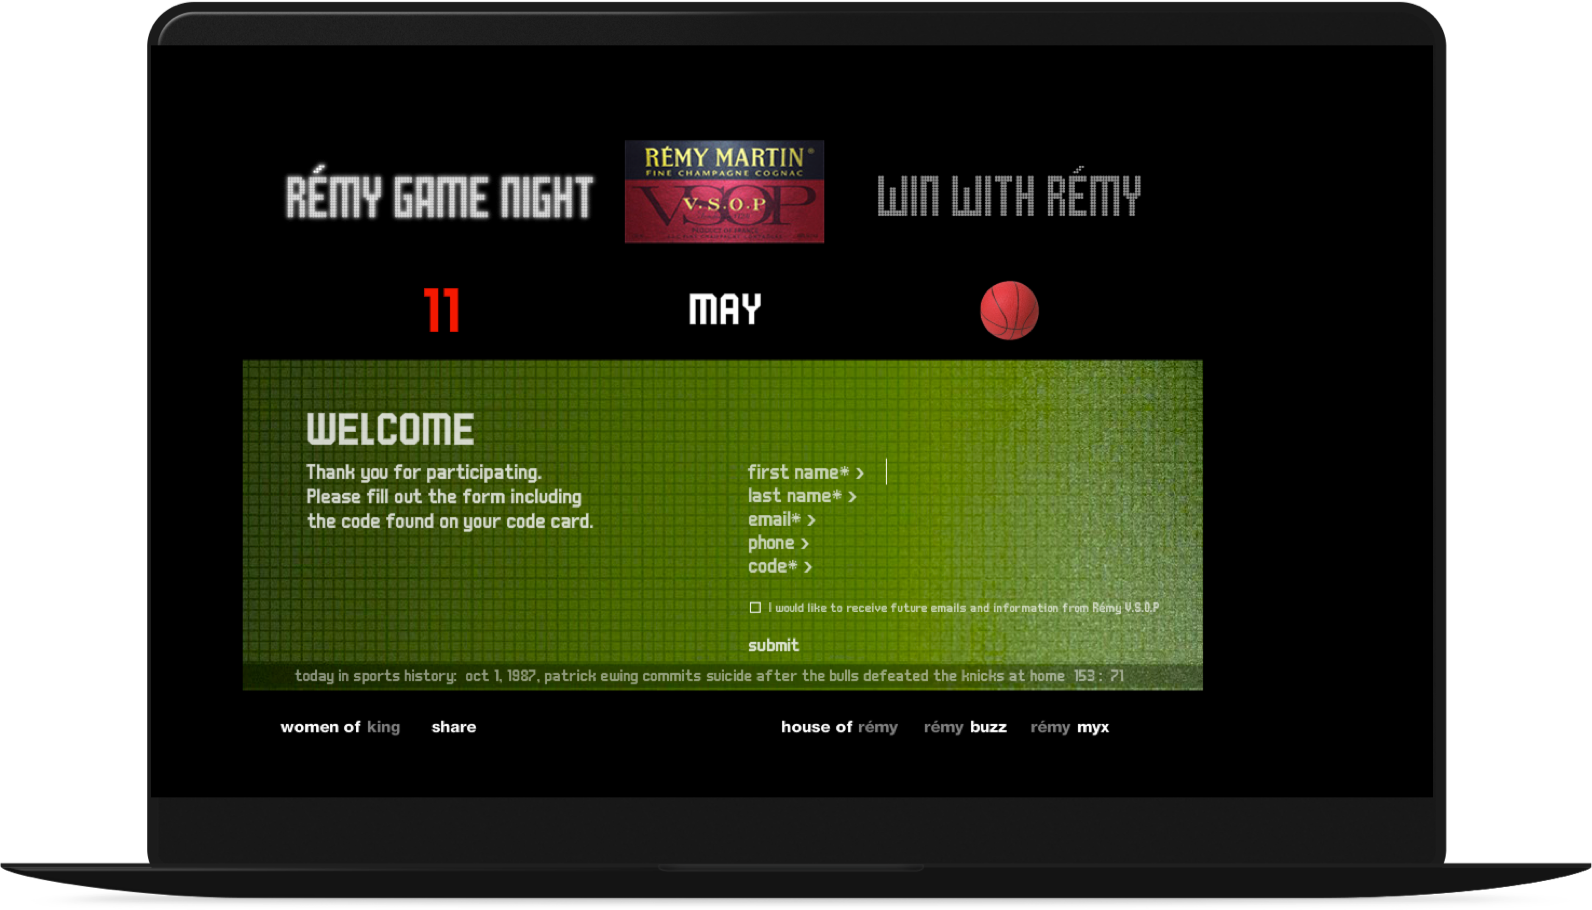 RÉMY GAME NIGHT
RÉMY MARTIN®
FINE CHAMPAGNE COGNAC
VSOP
V.S.O.P
PRODUCE OF FRANCE
WIN WITH RÉMY
11
MAY
WELCOME
Thank you for participating.
Please fill out the form including
the code found on your code card.
first name* >
last name* >
email* >
phone >
code* >
I would like to receive future emails and information from Rémy V.S.O.P
submit
today in sports history: oct 1, 1987, patrick ewing commits suicide after the bulls defeated the knicks at home 153 : 71
women of king
share
house of rémy
rémy buzz
rémy myx